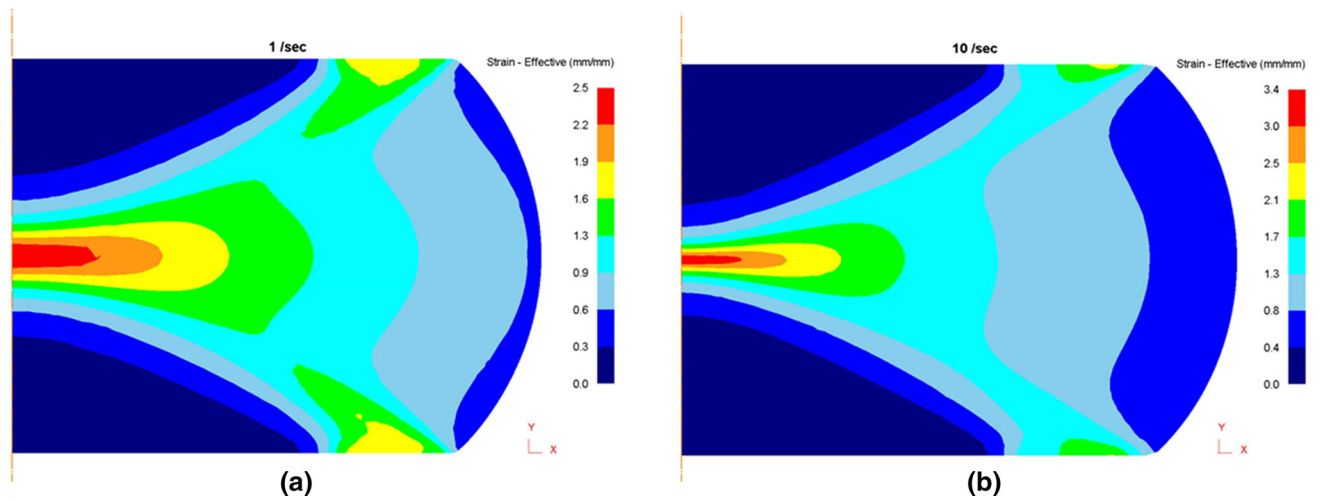 1 /sec
Strain - Effective (mm/mm)
2.5
2.2
1.9
1.6
1.3
0.9
0.6
0.3
0.0
Y
X
(a)
10 /sec
Strain - Effective (mm/mm)
3.4
3.0
2.5
2.1
1.7
1.3
0.8
0.4
0.0
Y
X
(b)